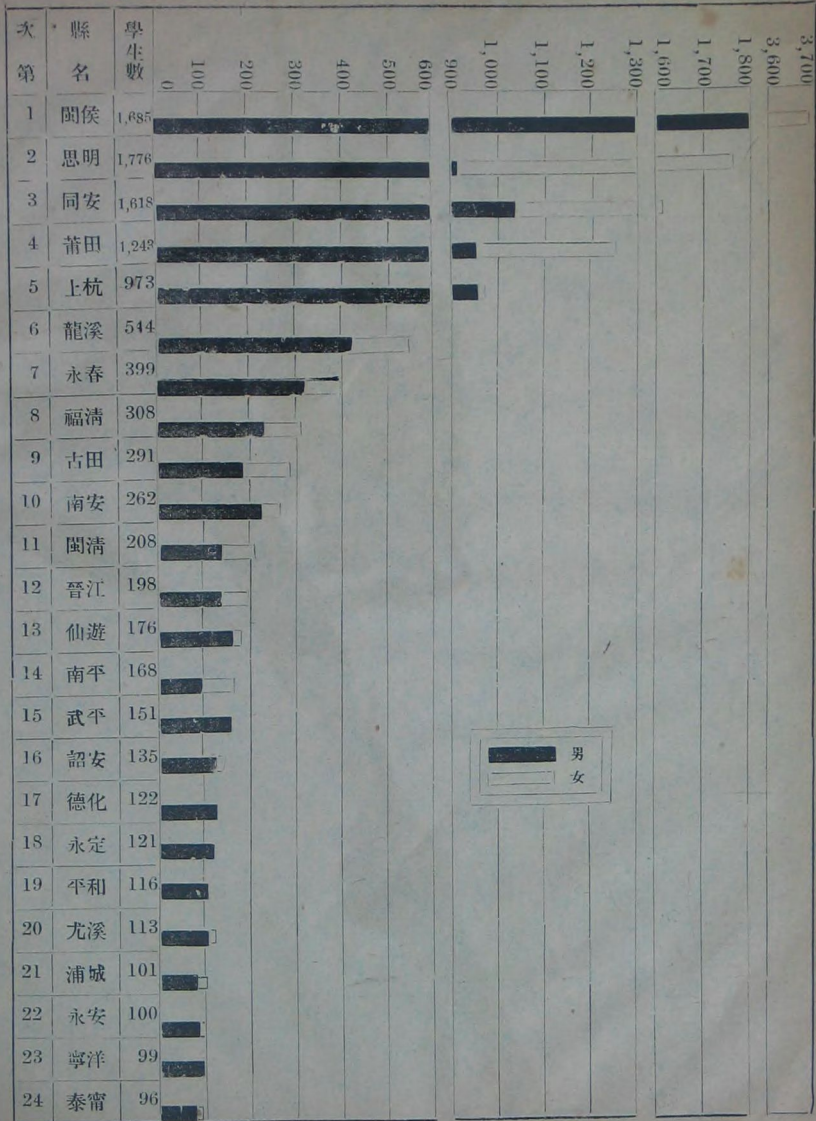 次第 縣名 學生數 0 100 200 300 400 500 600 900 1,000 1,100 1,200 1,300 1,600 1,700 1,800 3,600 3,700
1 閩侯 1,685
2 思明 1,776
3 同安 1,618
4 莆田 1,243
5 上杭 973
6 龍溪 544
7 永春 399
8 福淸 308
9 古田 291
10 南安 262
11 閩淸 208
12 晉江 198
13 仙遊 176
14 南平 168
15 武平 151
16 詔安 135
17 德化 122
18 永定 121
19 平和 116
20 尤溪 113
21 浦城 101
22 永安 100
23 寧洋 99
24 泰甯 96
男
女